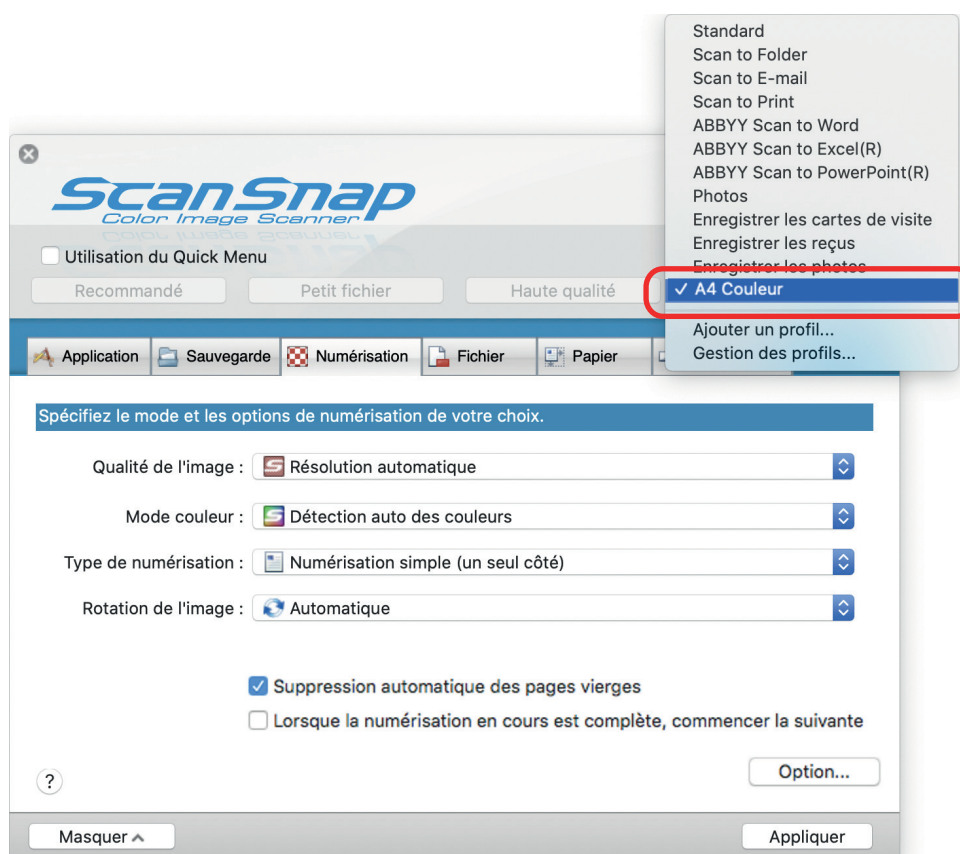 Standard
Scan to Folder
Scan to E-mail
Scan to Print
ABBYY Scan to Word
ABBYY Scan to Excel(R)
ABBYY Scan to PowerPoint(R)
Photos
Enregistrer les cartes de visite
Enregistrer les reçus
Enregistrer les photos
✓ A4 Couleur
Ajouter un profil...
Gestion des profils...
ScanSnap
Color Image Scanner
Utilisation du Quick Menu
Recommandé Petit fichier Haute qualité
Application Sauvegarde Numérisation Fichier Papier
Spécifiez le mode et les options de numérisation de votre choix.
Qualité de l'image : Résolution automatique
Mode couleur : Détection auto des couleurs
Type de numérisation : Numérisation simple (un seul côté)
Rotation de l'image : Automatique
Suppression automatique des pages vierges
Lorsque la numérisation en cours est complète, commencer la suivante
? Option...
Masquer Appliquer